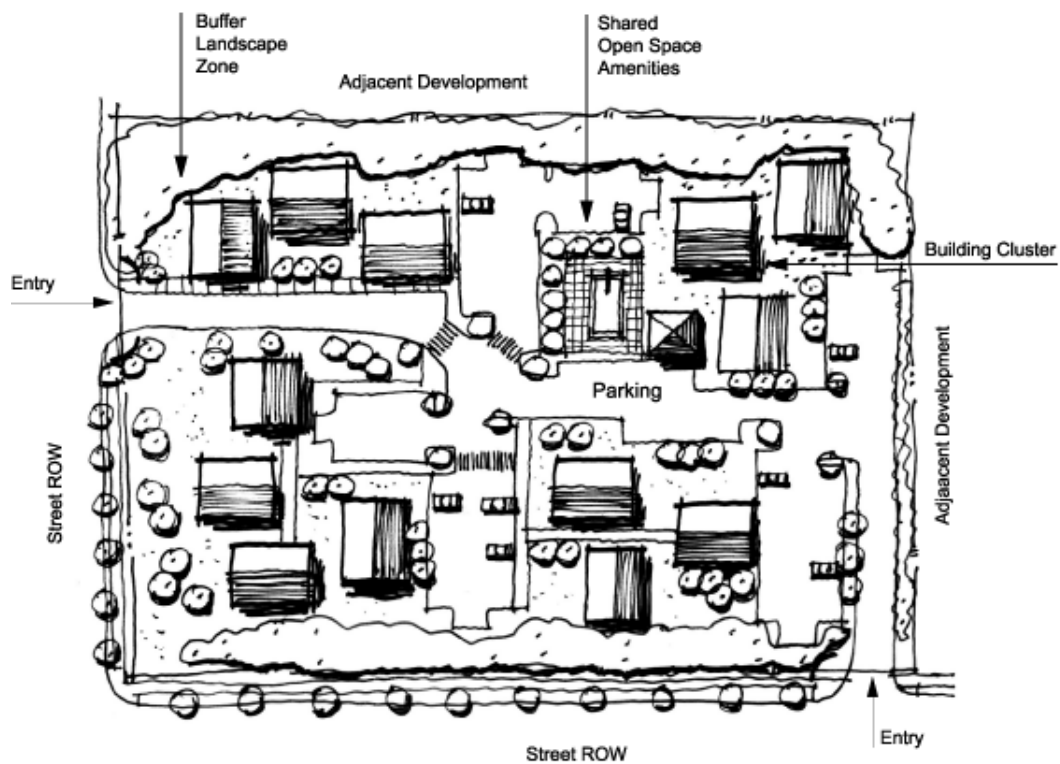 Buffer
Landscape
Zone
Shared
Open Space
Amenities
Adjacent Development
Building Cluster
Entry
Parking
Street ROW
Adjaacent Development
Entry
Street ROW